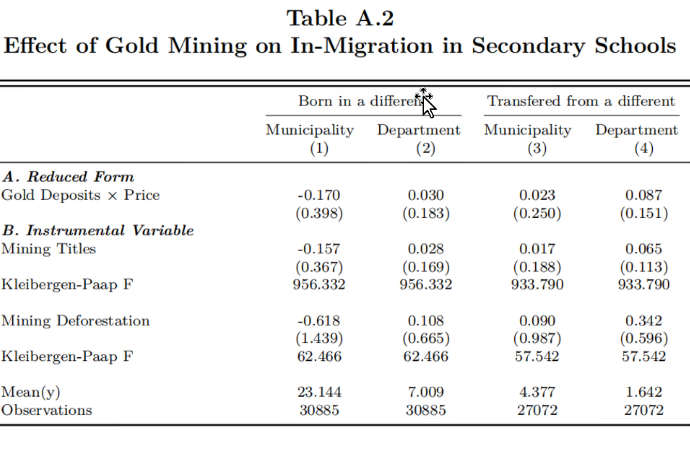 Table A.2
Effect of Gold Mining on In-Migration in Secondary Schools
Born in a Transfered from a different
Municipality Department Municipality Department
(1) (2) (3) (4)
A. Reduced Form
Gold Deposits × Price -0.170 0.030 0.023 0.087
(0.398) (0.183) (0.250) (0.151)
B. Instrumental Variable
Mining Titles -0.157 0.028 0.017 0.065
(0.367) (0.169) (0.188) (0.113)
Kleibergen-Paap F 956.332 956.332 933.790 933.790
Mining Deforestation -0.618 0.108 0.090 0.342
(1.439) (0.665) (0.987) (0.596)
Kleibergen-Paap F 62.466 62.466 57.542 57.542
Mean(y) 23.144 7.009 4.377 1.642
Observations 30885 30885 27072 27072